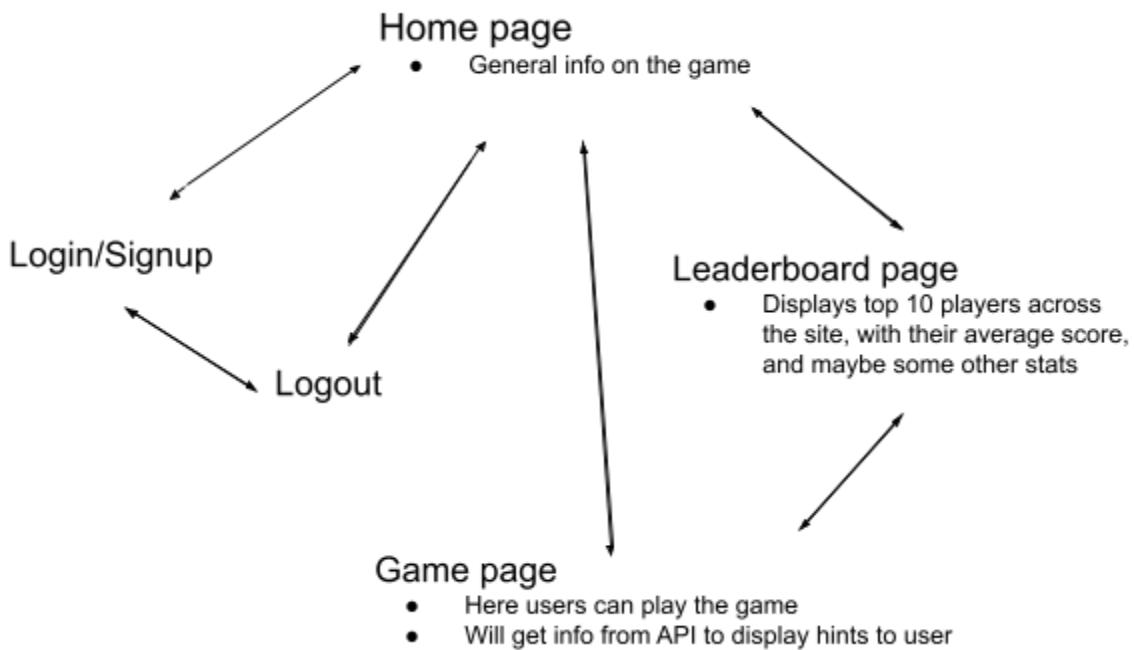 Home page
● General info on the game
Login/Signup
Leaderboard page
● Displays top 10 players across
the site, with their average score,
and maybe some other stats
Logout
Game page
● Here users can play the game
● Will get info from API to display hints to user